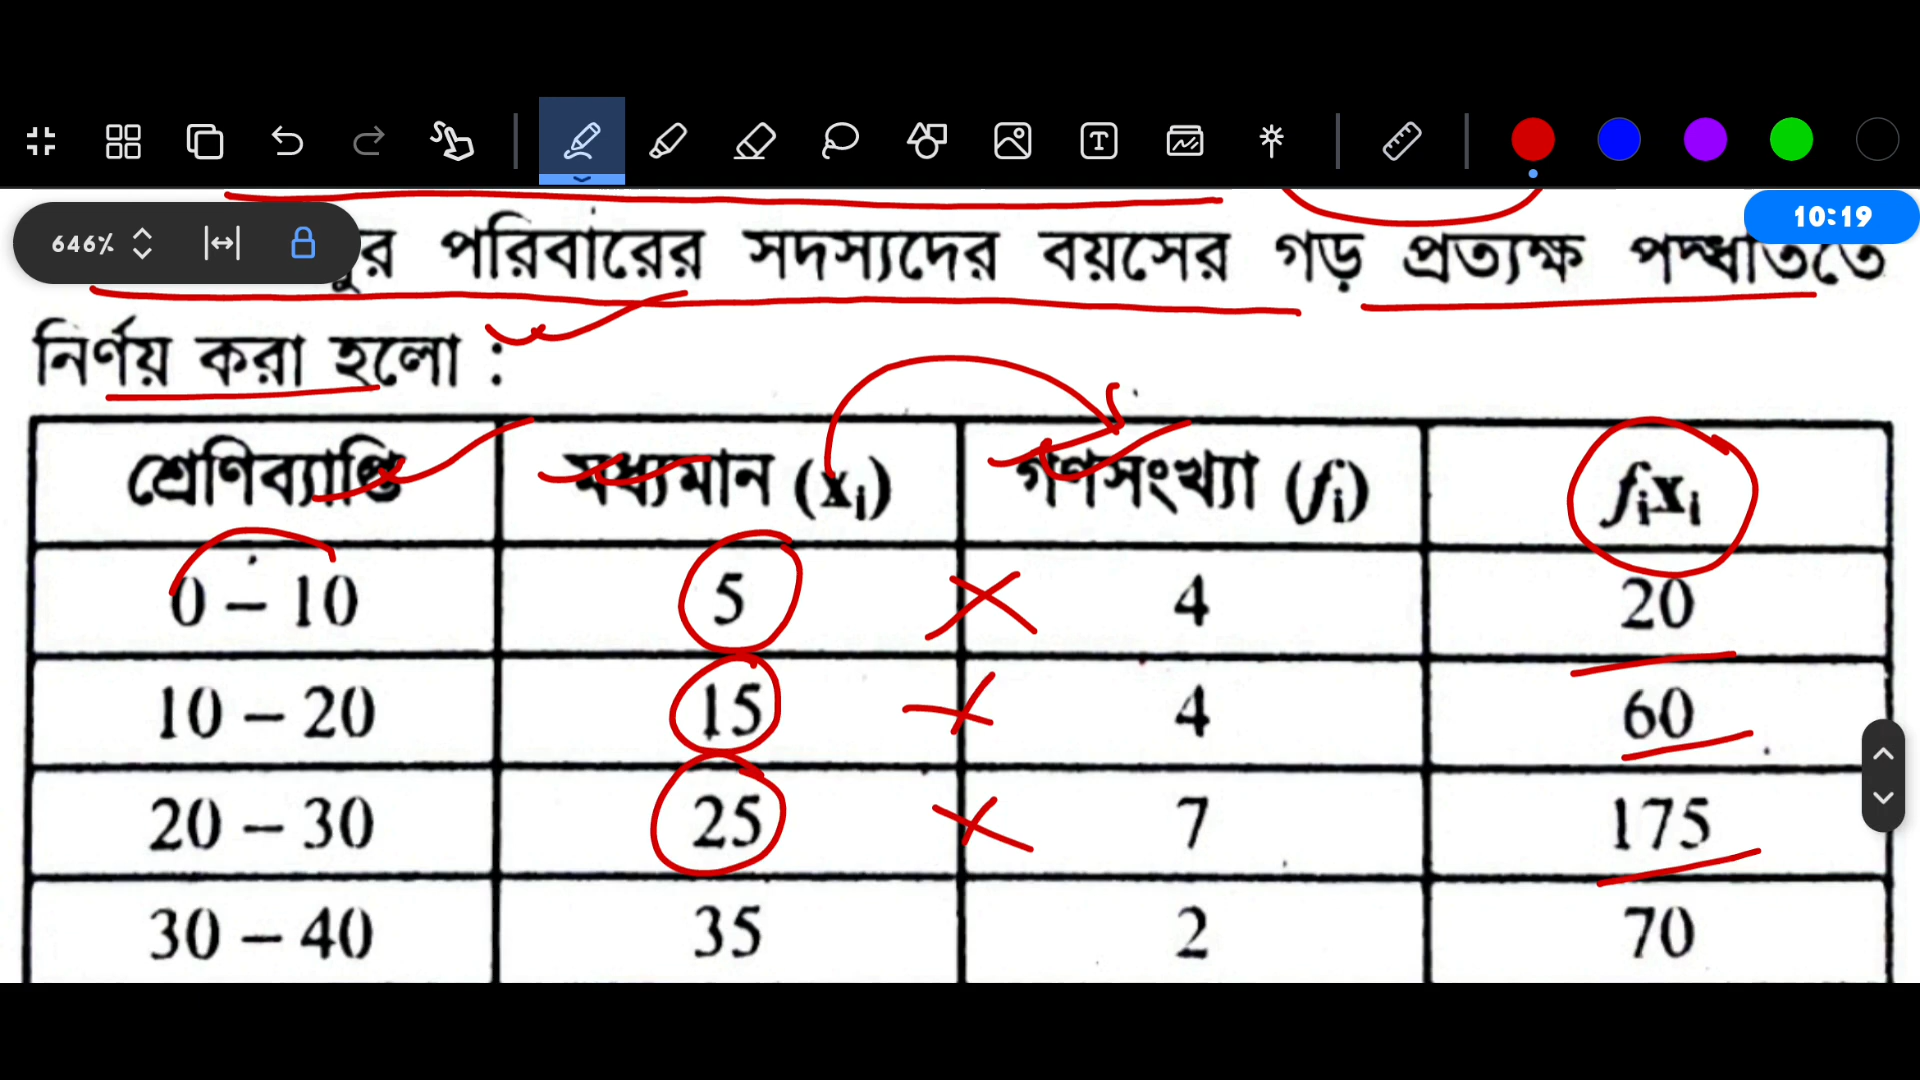 646%
10:19
পরিবারের সদস্যদের বয়সের গড় প্রত্যক্ষ পদ্ধতিতে
নির্ণয় করা হলো :
শ্রেণিব্যাপ্তি মধ্যমান (xᵢ) গণসংখ্যা (fᵢ) fᵢxᵢ
0 – 10 5 4 20
10 – 20 15 4 60
20 – 30 25 7 175
30 – 40 35 2 70